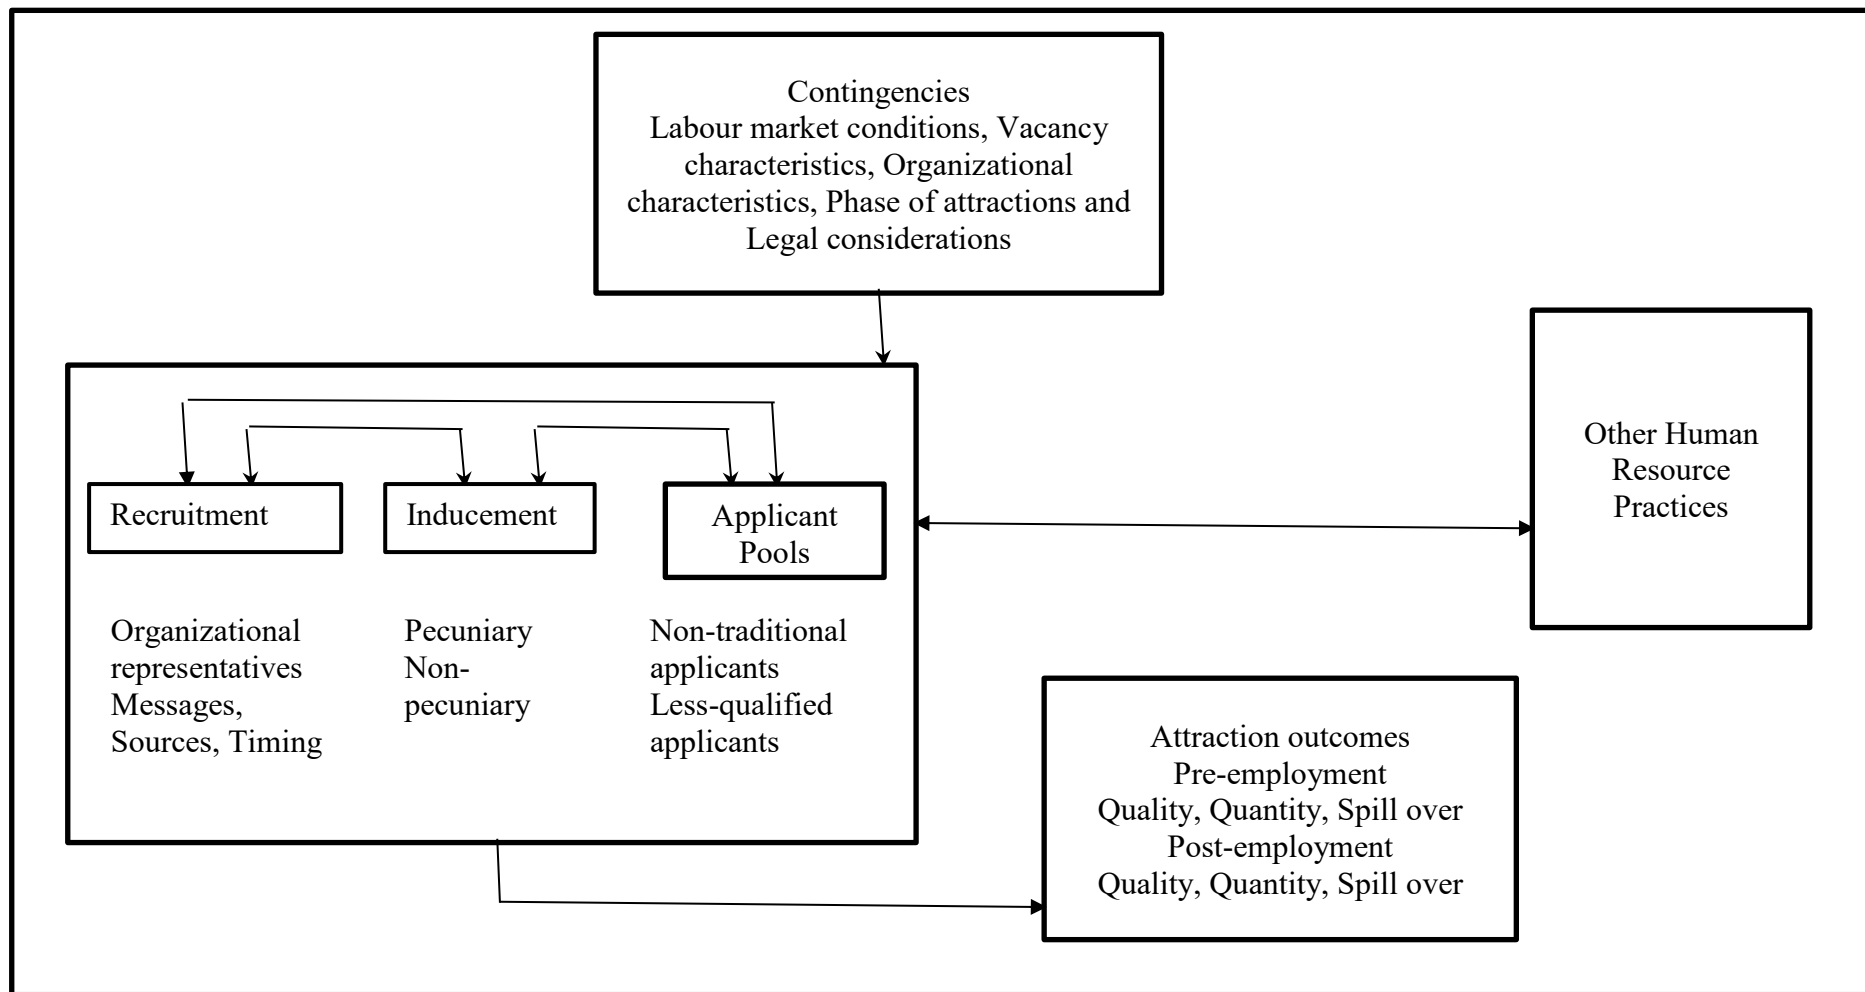 Contingencies
Labour market conditions, Vacancy
characteristics, Organizational
characteristics, Phase of attractions and
Legal considerations
Recruitment
Inducement
Applicant
Pools
Organizational
representatives
Messages,
Sources, Timing
Pecuniary
Non-
pecuniary
Non-traditional
applicants
Less-qualified
applicants
Other Human
Resource
Practices
Attraction outcomes
Pre-employment
Quality, Quantity, Spill over
Post-employment
Quality, Quantity, Spill over